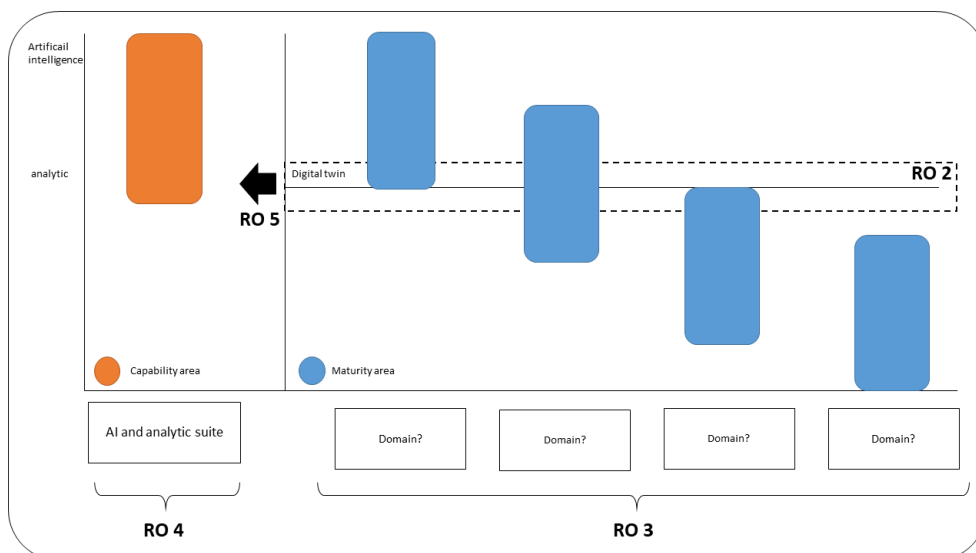 Artificail
intelligence
analytic
Digital twin
RO 2
RO 5
Capability area
Maturity area
AI and analytic suite
Domain?
Domain?
Domain?
Domain?
RO 4
RO 3